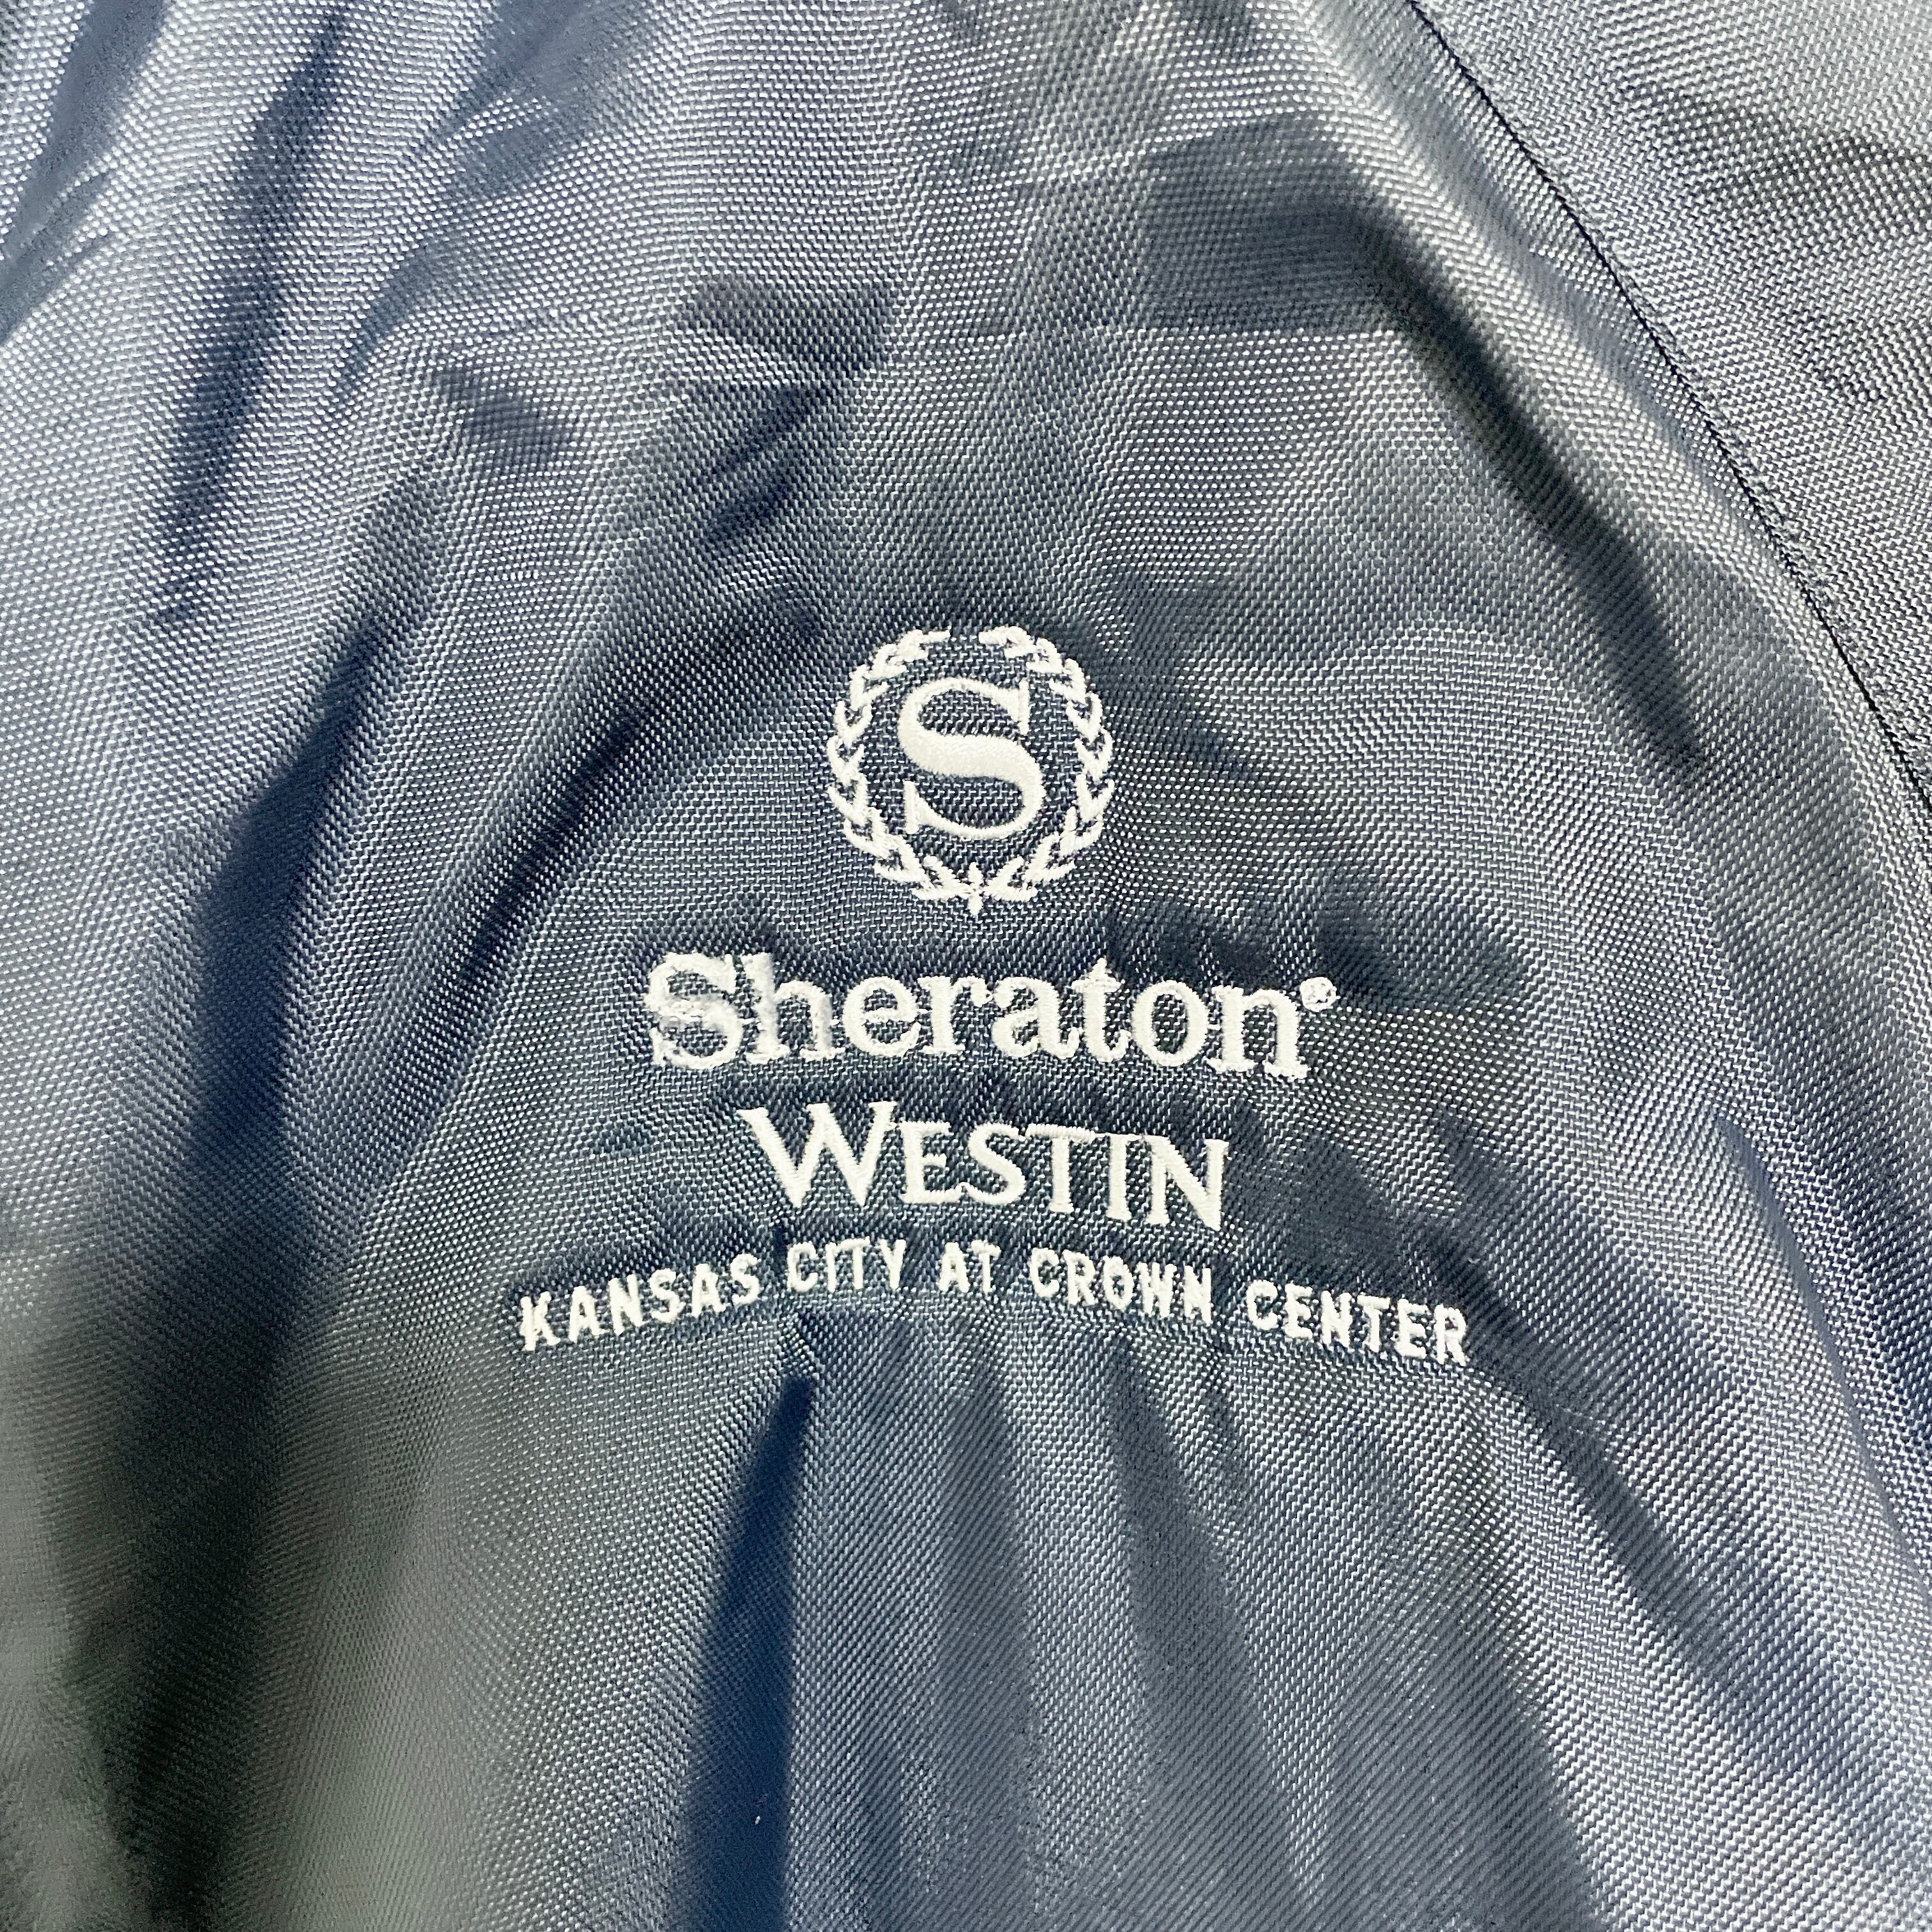 S
Sheraton®
WESTIN
KANSAS CITY AT CROWN CENTER